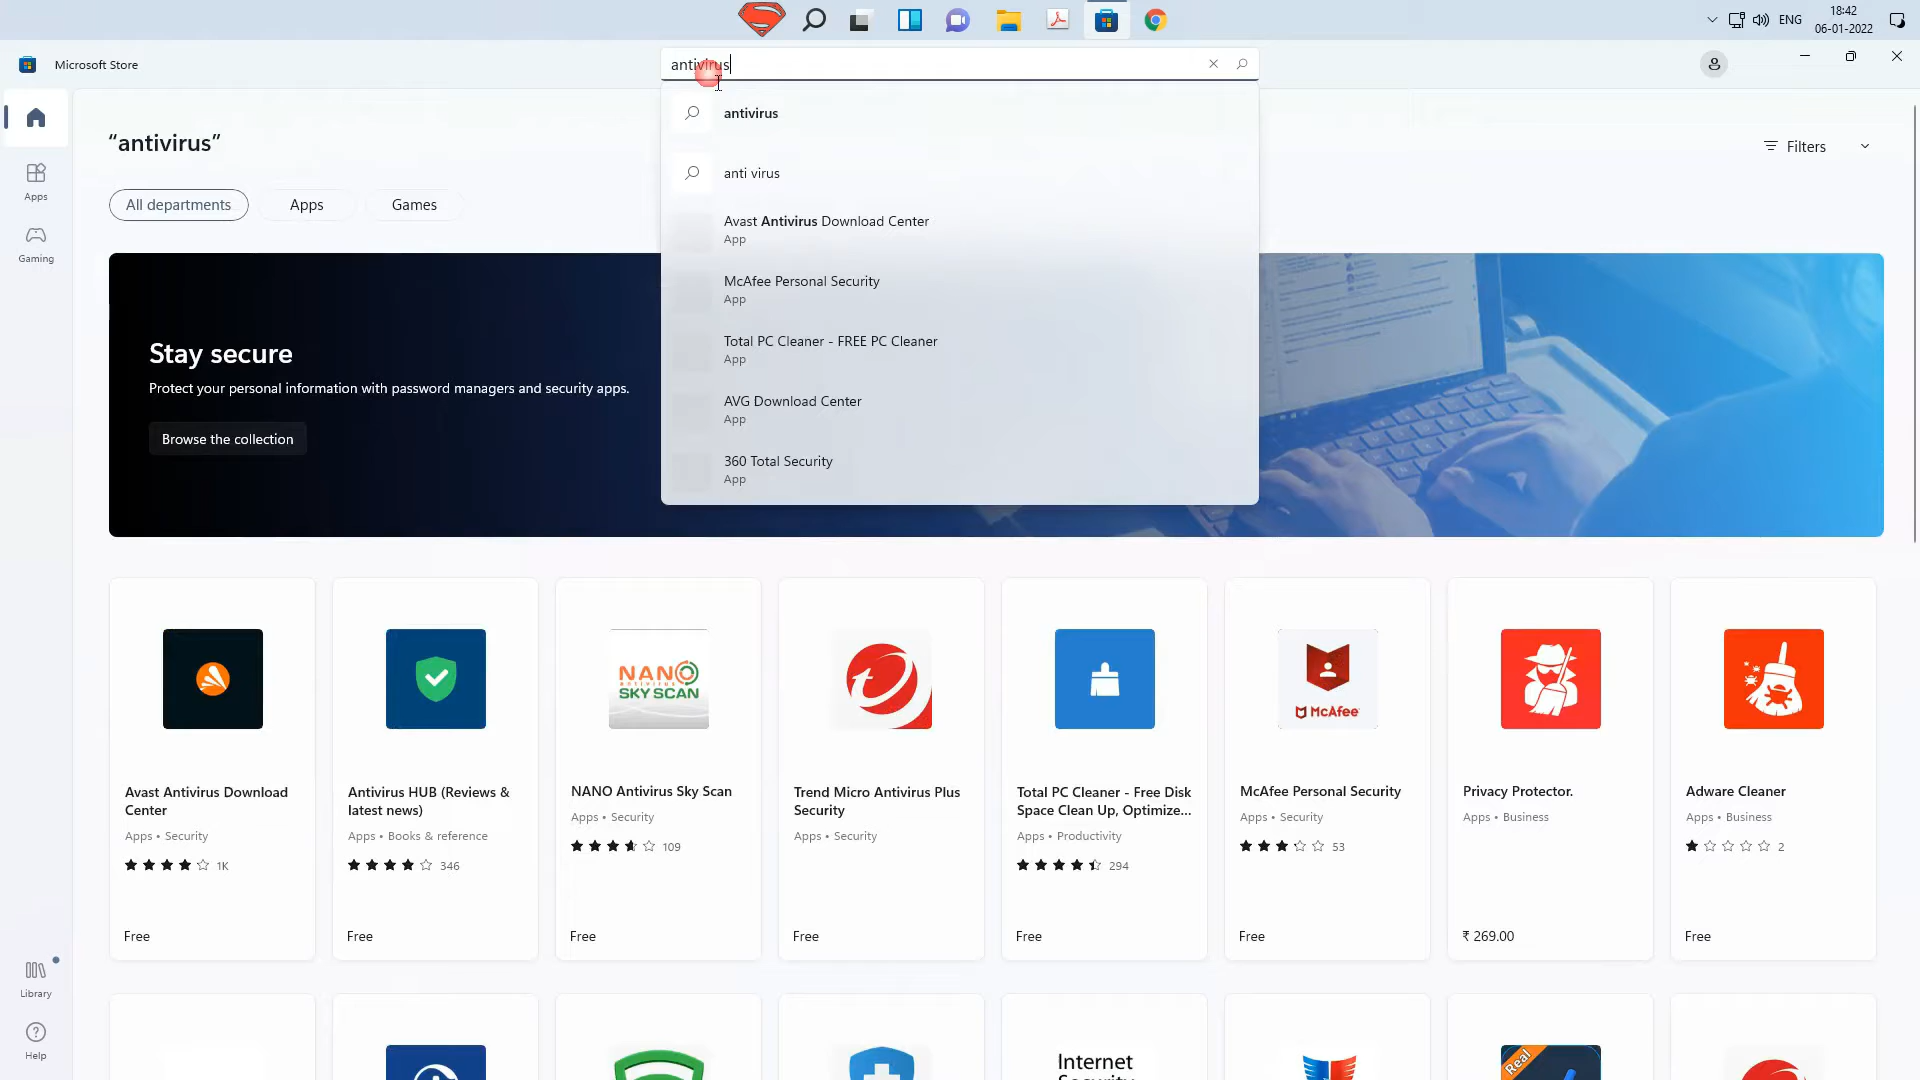 18:42
ENG
06-01-2022
Microsoft Store
antivirus
antivirus
anti virus
Avast Antivirus Download Center
App
McAfee Personal Security
App
Total PC Cleaner - FREE PC Cleaner
App
AVG Download Center
App
360 Total Security
App
Apps
Gaming
Library
Help
“antivirus”
Filters
All departments
Apps
Games
Stay secure
Protect your personal information with password managers and security apps.
Browse the collection
Avast Antivirus Download
Center
Apps • Security
1K
Free
Antivirus HUB (Reviews &
latest news)
Apps • Books & reference
346
Free
NANO
ANTIVIRUS
SKY SCAN
NANO Antivirus Sky Scan
Apps • Security
109
Free
Trend Micro Antivirus Plus
Security
Apps • Security
Free
Total PC Cleaner - Free Disk
Space Clean Up, Optimize...
Apps • Productivity
294
Free
McAfee
McAfee Personal Security
Apps • Security
53
Free
Privacy Protector.
Apps • Business
₹ 269.00
Adware Cleaner
Apps • Business
2
Free
Internet
Security
Real